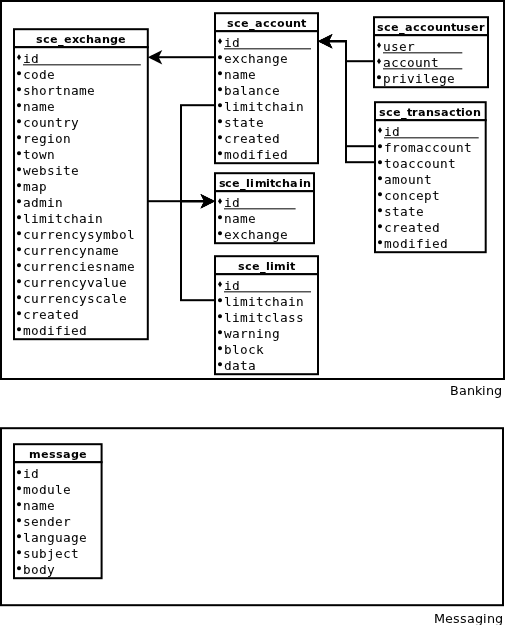 sce_exchange
id
code
shortname
name
country
region
town
website
map
admin
limitchain
currencysymbol
currencyname
currenciesname
currencyvalue
currencyscale
created
modified
sce_account
id
exchange
name
balance
limitchain
state
created
modified
sce_limitchain
id
name
exchange
sce_limit
id
limitchain
limitclass
warning
block
data
sce_accountuser
user
account
privilege
sce_transaction
id
fromaccount
toaccount
amount
concept
state
created
modified
Banking
message
id
module
name
sender
language
subject
body
Messaging